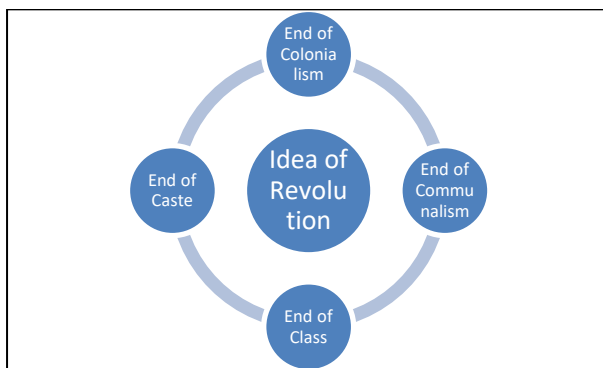 End of
Colonia
lism
Idea of
Revolu
tion
End of
Caste
End of
Commu
nalism
End of
Class